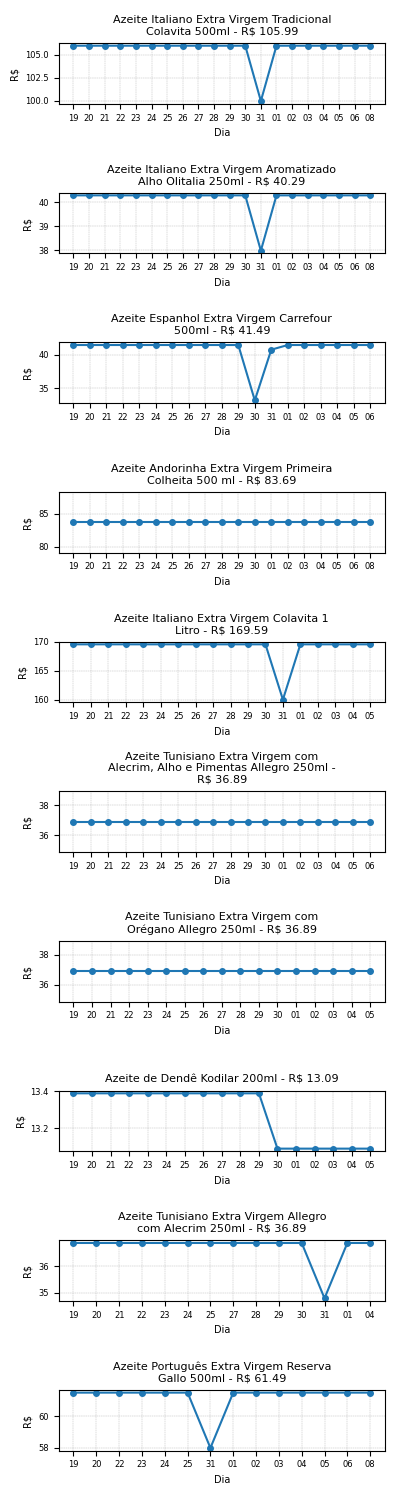 Azeite Italiano Extra Virgem Tradicional
Colavita 500ml - R$ 105.99
105.0
102.5
100.0
R$
19 20 21 22 23 24 25 26 27 28 29 30 31 01 02 03 04 05 08
Dia
Azeite Italiano Extra Virgem Aromatizado
Alho Olitalia 250ml - R$ 40.29
40
39
38
R$
19 20 21 22 23 24 25 26 27 28 29 30 31 01 02 03 04 05 08
Dia
Azeite Espanhol Extra Virgem Carrefour
500ml - R$ 41.49
40
35
R$
19 20 21 22 23 24 25 26 27 28 29 30 31 01 02 03 04 05 06
Dia
Azeite Andorinha Extra Virgem Primeira
Colheita 500 ml - R$ 83.69
85
80
R$
19 20 21 22 23 24 25 26 27 28 29 30 01 02 03 04 05 06 08
Dia
Azeite Italiano Extra Virgem Colavita 1
Litro - R$ 169.59
170
165
160
R$
19 20 21 22 23 24 25 26 27 28 29 30 31 01 02 03 04 05
Dia
Azeite Tunisiano Extra Virgem com
Alecrim, Alho e Pimentas Allegro 250ml -
R$ 36.89
38
36
R$
19 20 21 22 23 24 25 26 27 28 29 30 01 02 03 04 05 06
Dia
Azeite Tunisiano Extra Virgem com
Orégano Allegro 250ml - R$ 36.89
38
36
R$
19 20 21 22 23 24 25 26 27 28 29 30 01 02 03 04 05
Dia
Azeite de Dendê Kodilar 200ml - R$ 13.09
13.4
13.2
R$
19 20 21 22 23 24 25 26 27 28 29 30 01 02 03 04 05
Dia
Azeite Tunisiano Extra Virgem Allegro
com Alecrim 250ml - R$ 36.89
36
35
R$
19 20 21 22 23 24 25 27 28 29 30 31 01 04
Dia
Azeite Português Extra Virgem Reserva
Gallo 500ml - R$ 61.49
60
58
R$
19 20 22 23 24 25 31 01 02 03 04 05 06 08
Dia